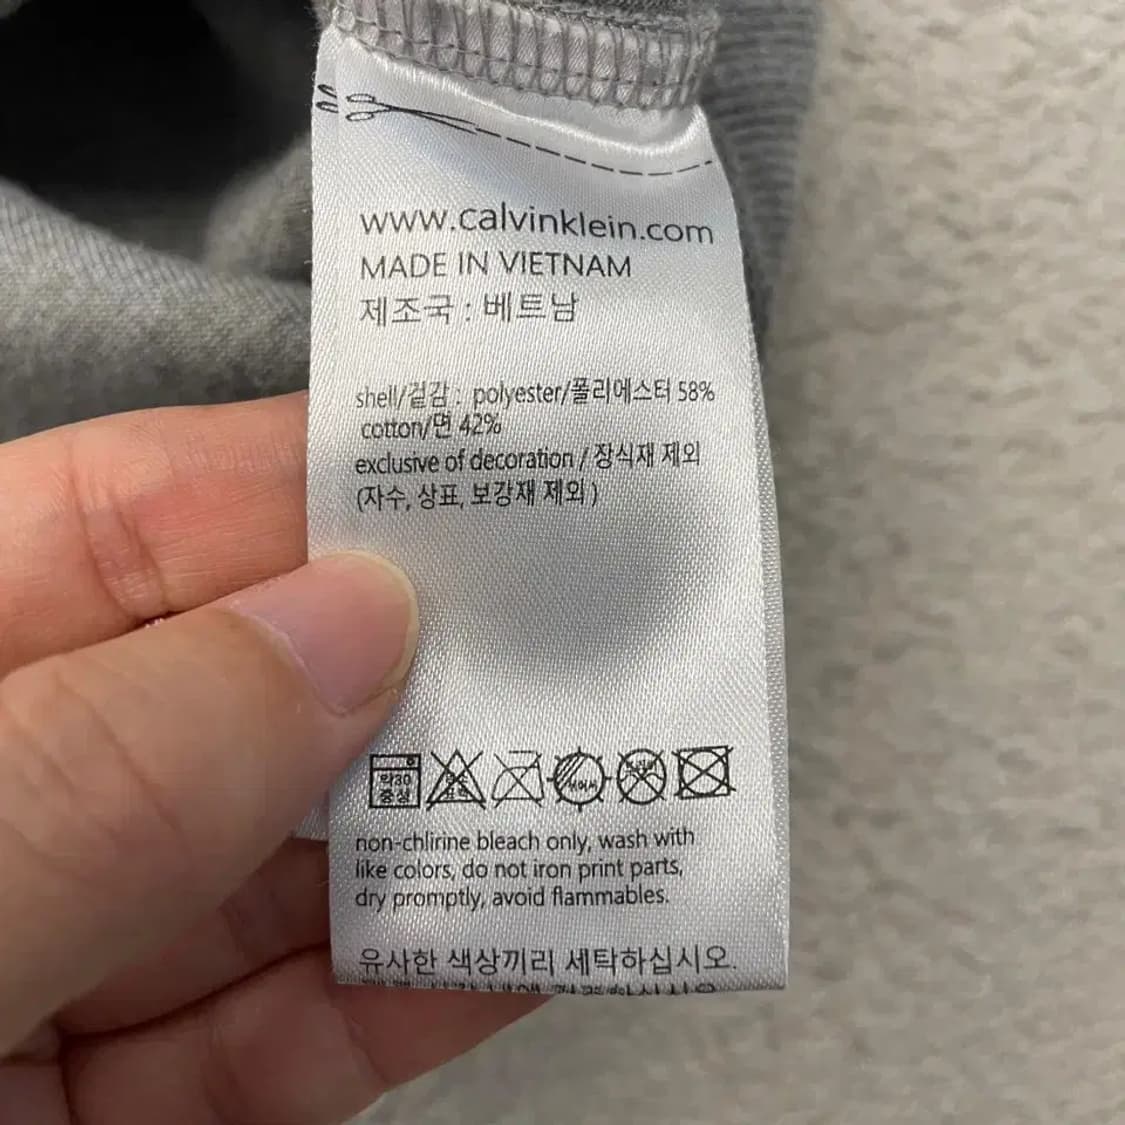 www.calvinklein.com
MADE IN VIETNAM
제조국 : 베트남
shell/겉감 : polyester/폴리에스터 58%
cotton/면 42%
exclusive of decoration / 장식재 제외
(자수, 상표, 보강재 제외)
약30
중성
non-chlirine bleach only, wash with
like colors, do not iron print parts,
dry promptly, avoid flammables.
유사한 색상끼리 세탁하십시오.